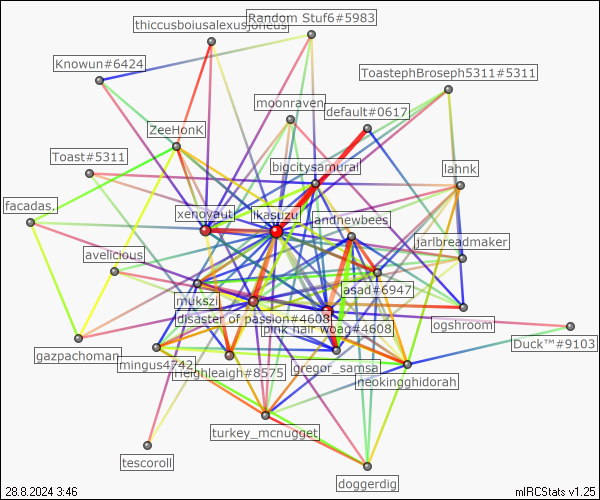 thiccusboiusalexusjoneus
Random Stuf6#5983
Knowun#6424
ToastephBroseph5311#5311
moonraven
default#0617
ZeeHonK
Toast#5311
bigcitysamurai
lahnk
facadas.
xenovaut
ikasuzu
andnewbees
jarlbreadmaker
avelicious
mukszi
asad#6947
disaster of passion#4608
pink hair woag#4608
ogshroom
gazpachoman
mingus4742
Heighleaigh#8575
gregor_samsa
neokingghidorah
Duck™#9103
turkey_mcnugget
tescoroll
doggerdig
28.8.2024 3:46
mIRCStats v1.25